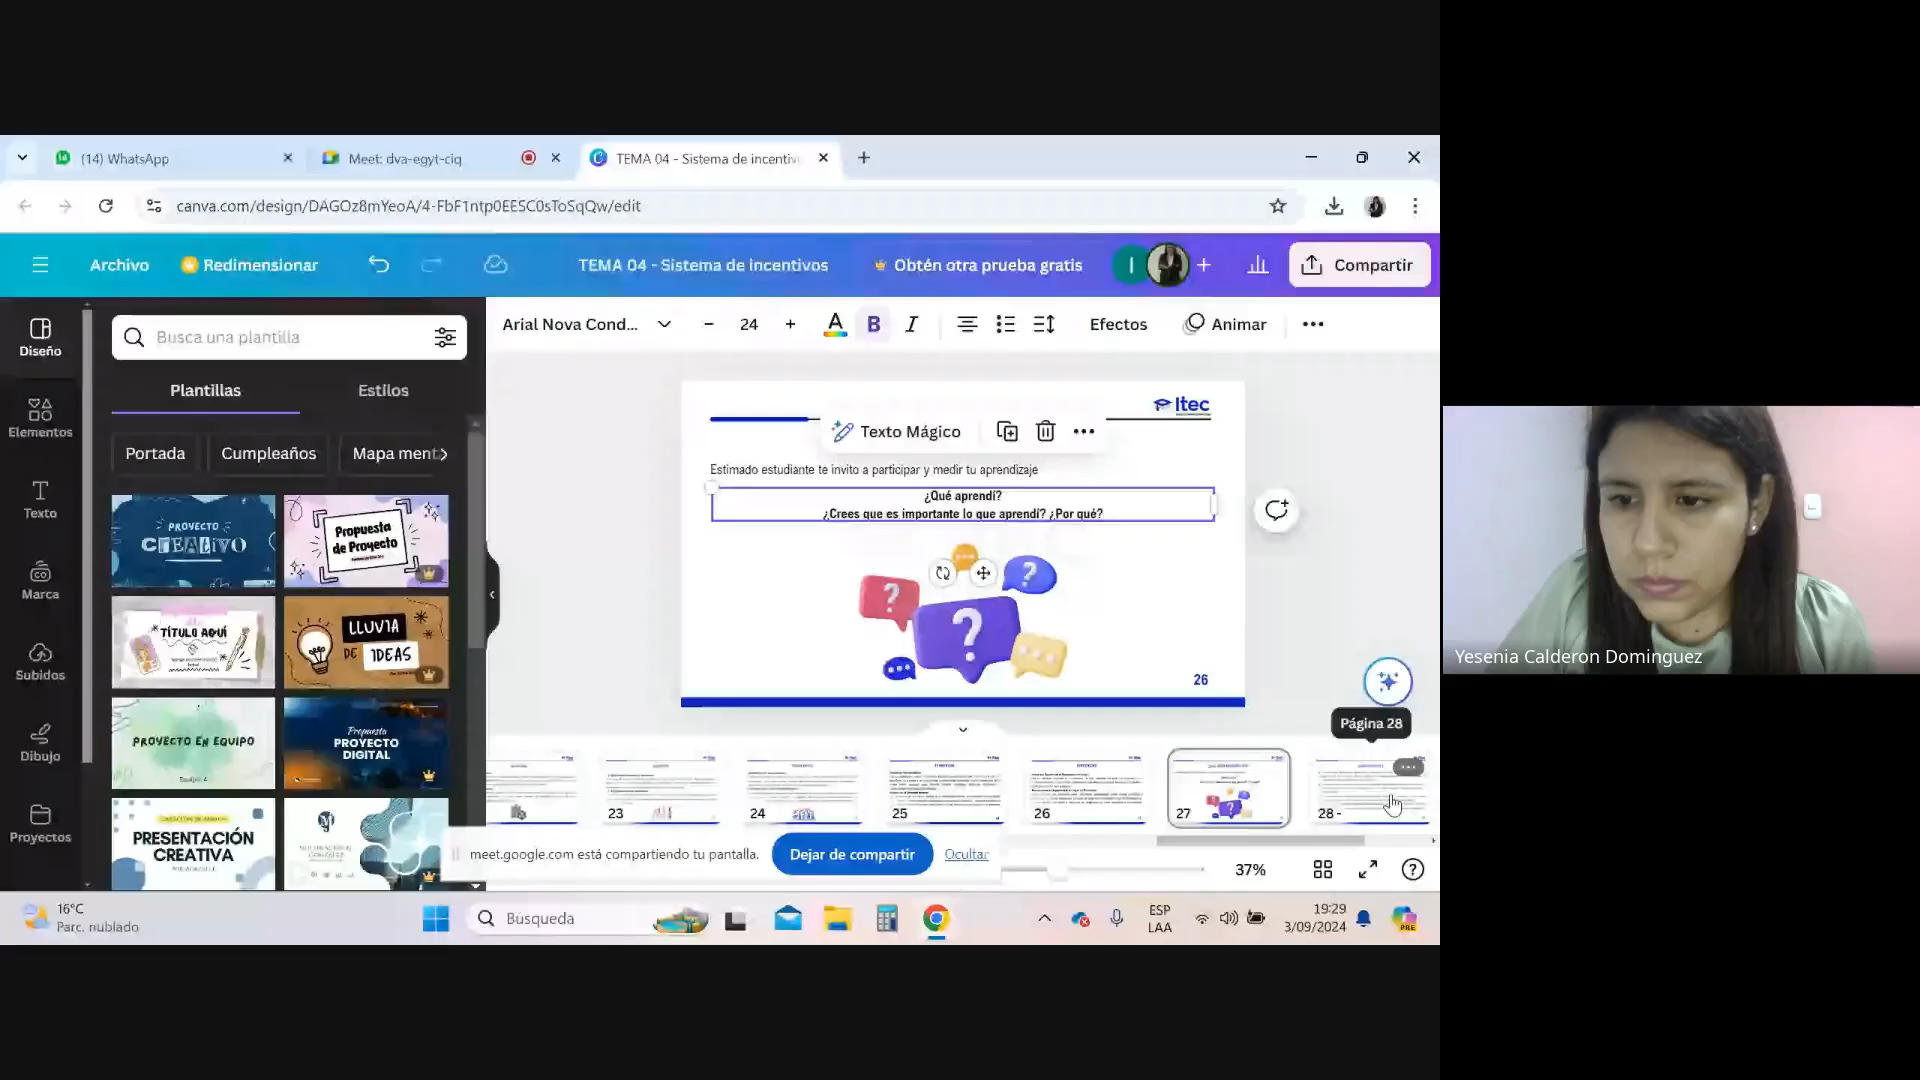 (14) WhatsApp
Meet: dva-egyt-ciq
TEMA 04 - Sistema de incentiv
canva.com/design/DAGOz8mYeoA/4-FbF1ntp0EESC0sToSqQw/edit
Archivo
Redimensionar
TEMA 04 - Sistema de incentivos
Obtén otra prueba gratis
I
Compartir
Diseño
Elementos
Texto
Marca
Subidos
Dibujo
Proyectos
Busca una plantilla
Plantillas
Estilos
Portada
Cumpleaños
Mapa ment
PROYECTO
CREATIVO
Propuesta
de Proyecto
TÍTULO AQUÍ
LLUVIA
DE IDEAS
PROYECTO EN EQUIPO
Propuesta
PROYECTO
DIGITAL
PRESENTACIÓN
CREATIVA
Arial Nova Cond...
24
A
B
I
Efectos
Animar
Itec
Texto Mágico
Estimado estudiante te invito a participar y medir tu aprendizaje
¿Qué aprendí?
¿Crees que es importante lo que aprendí? ¿Por qué?
26
Página 28
23
24
25
26
27
28 -
meet.google.com está compartiendo tu pantalla.
Dejar de compartir
Ocultar
37%
16°C
Parc. nublado
Búsqueda
ESP
LAA
19:29
3/09/2024
PRE
Yesenia Calderon Dominguez